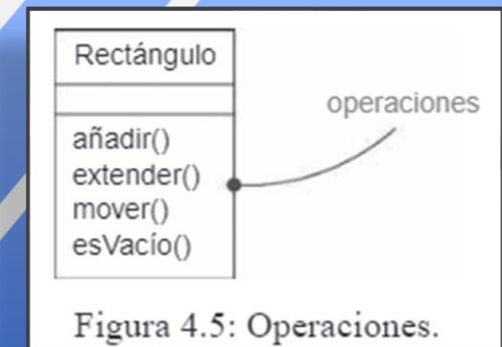 Rectángulo
operaciones
añadir()
extender()
mover()
esVacío()
Figura 4.5: Operaciones.